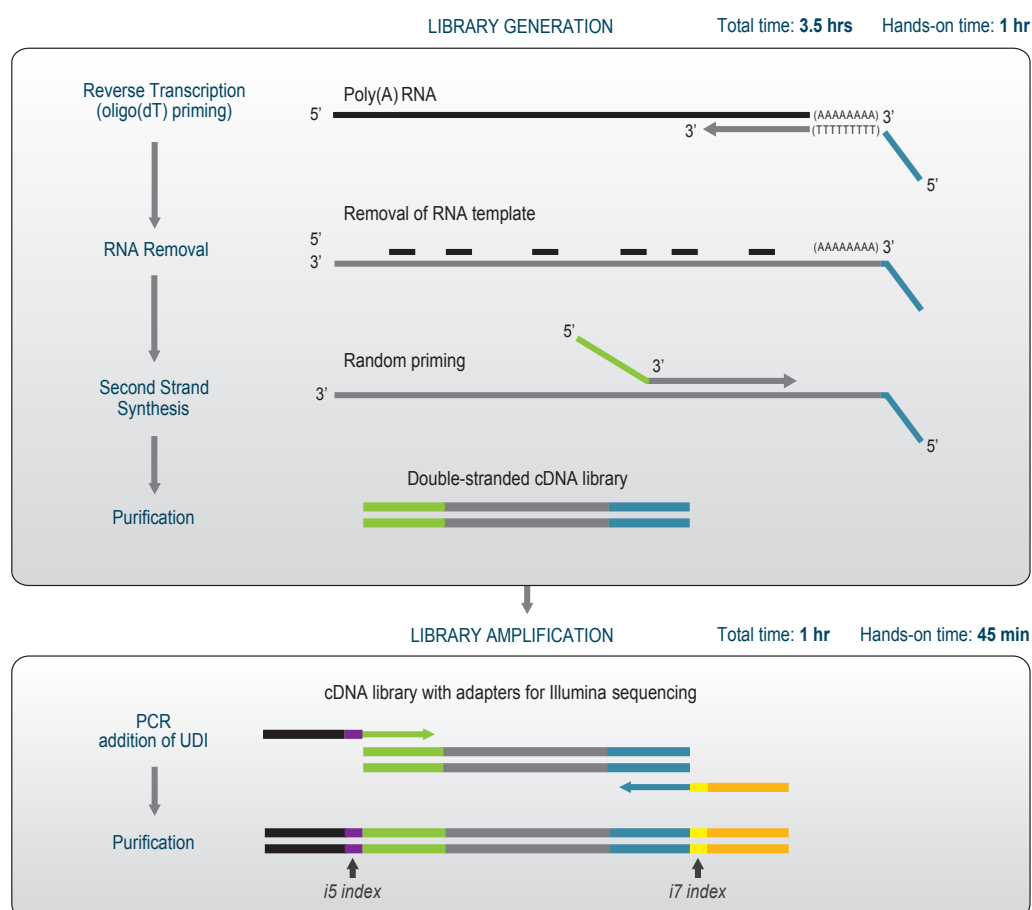 LIBRARY GENERATION Total time: 3.5 hrs Hands-on time: 1 hr
Reverse Transcription
(oligo(dT) priming)
Poly(A) RNA
5’ (AAAAAAAA) 3’
3’ (TTTTTTTTT)
5’
Removal of RNA template
RNA Removal
5’ (AAAAAAAA) 3’
3’
5’
Random priming
3’
Second Strand
Synthesis
3’
5’
Double-stranded cDNA library
Purification
LIBRARY AMPLIFICATION Total time: 1 hr Hands-on time: 45 min
cDNA library with adapters for Illumina sequencing
PCR
addition of UDI
Purification
i5 index i7 index